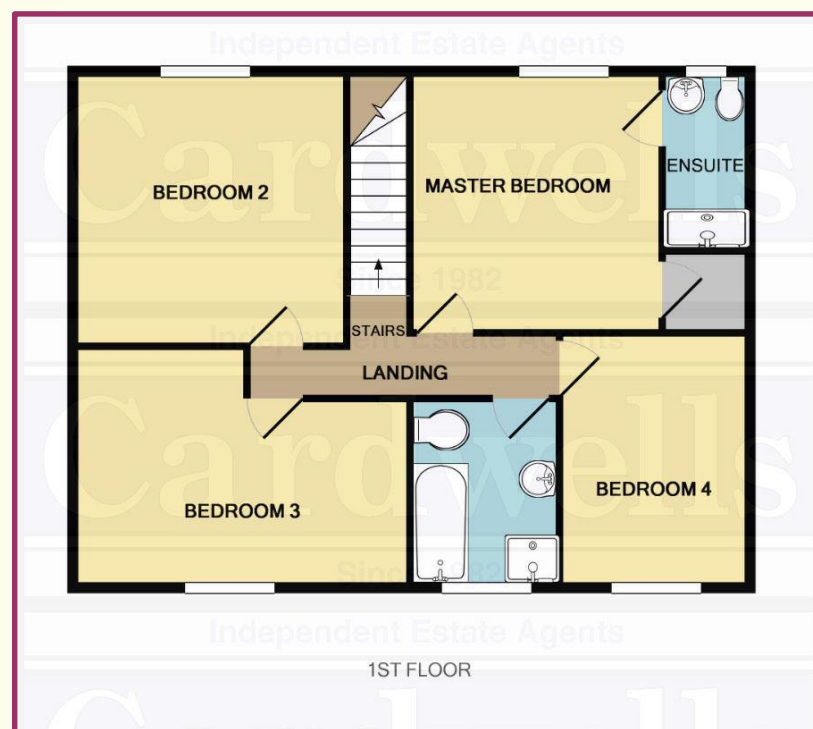 Independent Estate Agents
Cardwells
BEDROOM 2
MASTER BEDROOM
ENSUITE
Since 1982
STAIRS
Independent Estate Agents
LANDING
Cardwells
BEDROOM 3
BEDROOM 4
Since 1982
Independent Estate Agents
1ST FLOOR
Cardwells